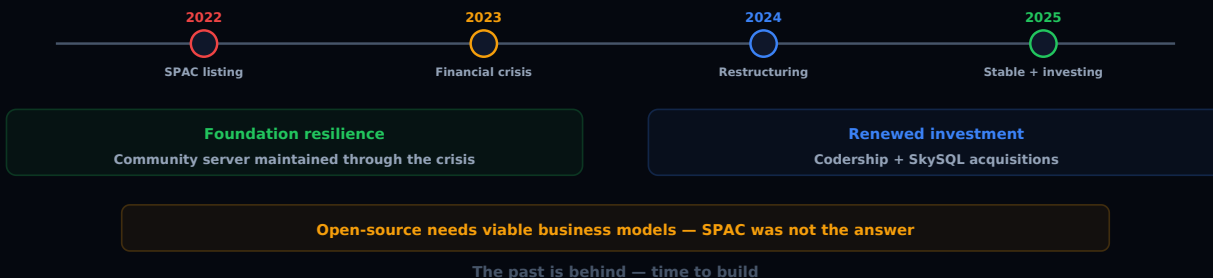 2022
2023
2024
2025
SPAC listing
Financial crisis
Restructuring
Stable + investing
Foundation resilience
Community server maintained through the crisis
Renewed investment
Codership + SkySQL acquisitions
Open-source needs viable business models — SPAC was not the answer
The past is behind — time to build